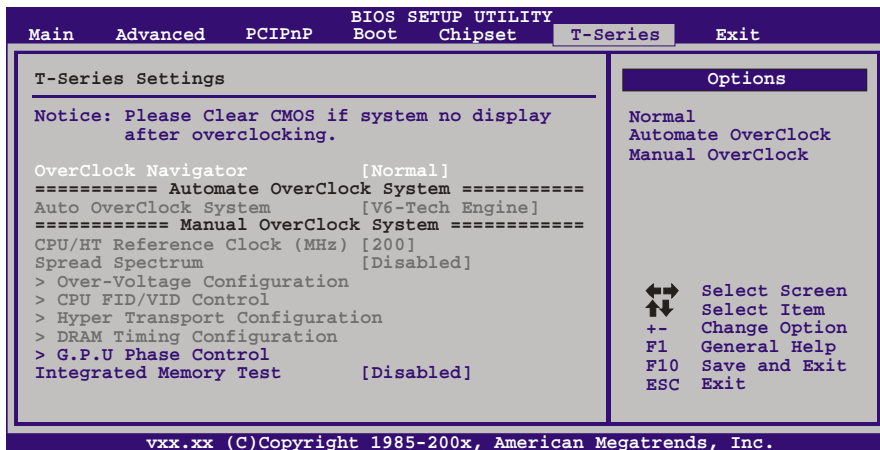 BIOS SETUP UTILITY
Main Advanced PCIPnP Boot Chipset T-Series Exit
T-Series Settings
Notice: Please Clear CMOS if system no display
after overclocking.
OverClock Navigator [Normal]
=========== Automate OverClock System ===========
Auto OverClock System [V6-Tech Engine]
============ Manual OverClock System ============
CPU/HT Reference Clock (MHz) [200]
Spread Spectrum [Disabled]
> Over-Voltage Configuration
> CPU FID/VID Control
> Hyper Transport Configuration
> DRAM Timing Configuration
> G.P.U Phase Control
Integrated Memory Test [Disabled]
Options
Normal
Automate OverClock
Manual OverClock
Select Screen
Select Item
+- Change Option
F1 General Help
F10 Save and Exit
ESC Exit
vxx.xx (C)Copyright 1985-200x, American Megatrends, Inc.